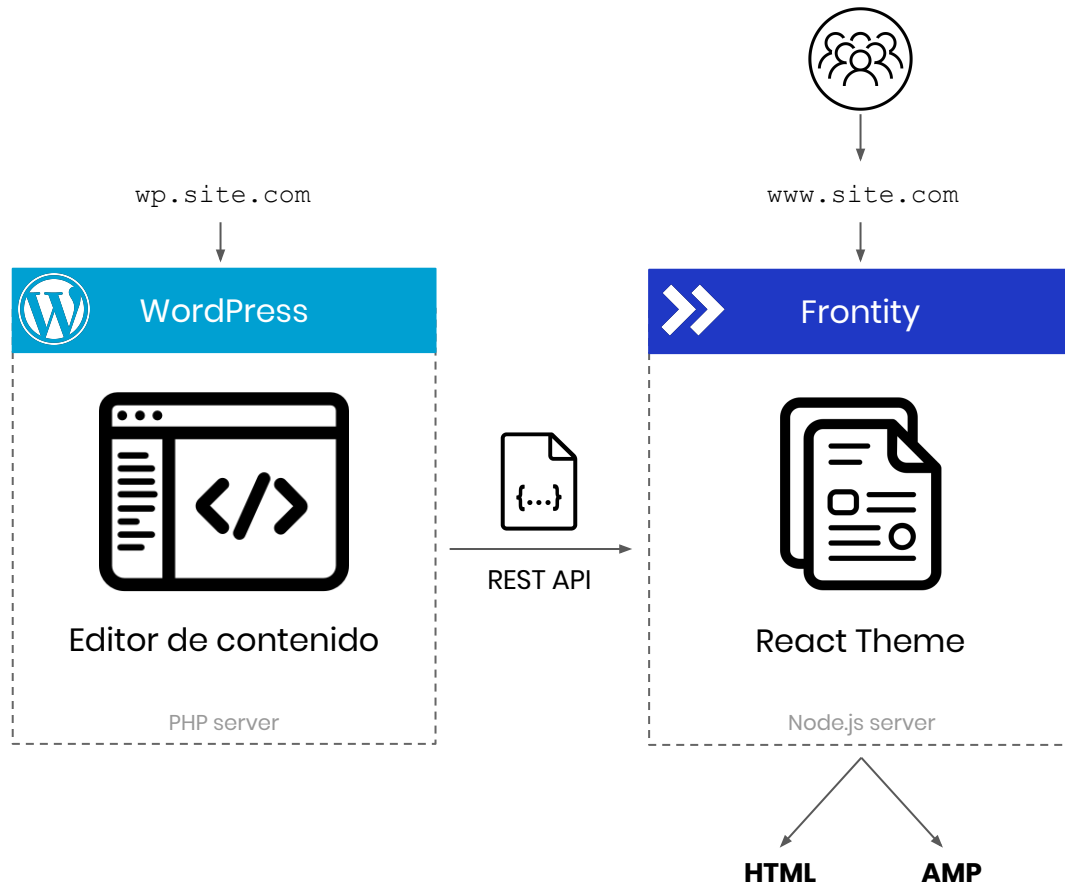 wp.site.com
www.site.com
WordPress
Frontity
{...}
REST API
Editor de contenido
React Theme
PHP server
Node.js server
HTML
AMP